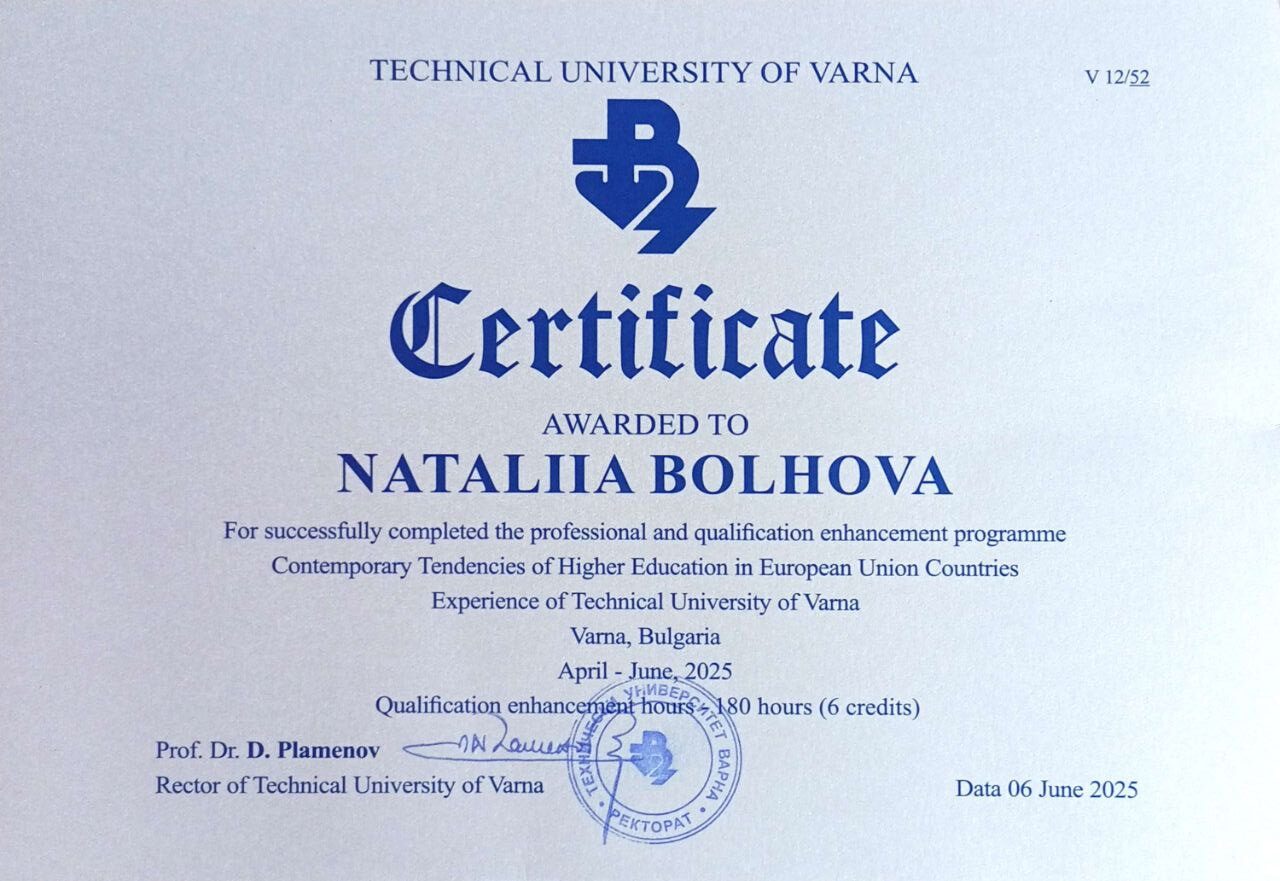 TECHNICAL UNIVERSITY OF VARNA
V 12/52
Certificate
AWARDED TO
NATALIIA BOLHOVA
For successfully completed the professional and qualification enhancement programme
Contemporary Tendencies of Higher Education in European Union Countries
Experience of Technical University of Varna
Varna, Bulgaria
April - June, 2025
Qualification enhancement hours - 180 hours (6 credits)
Prof. Dr. D. Plamenov
Rector of Technical University of Varna
Data 06 June 2025
ТЕХНИЧЕСКИ УНИВЕРСИТЕТ ВАРНА
РЕКТОРАТ